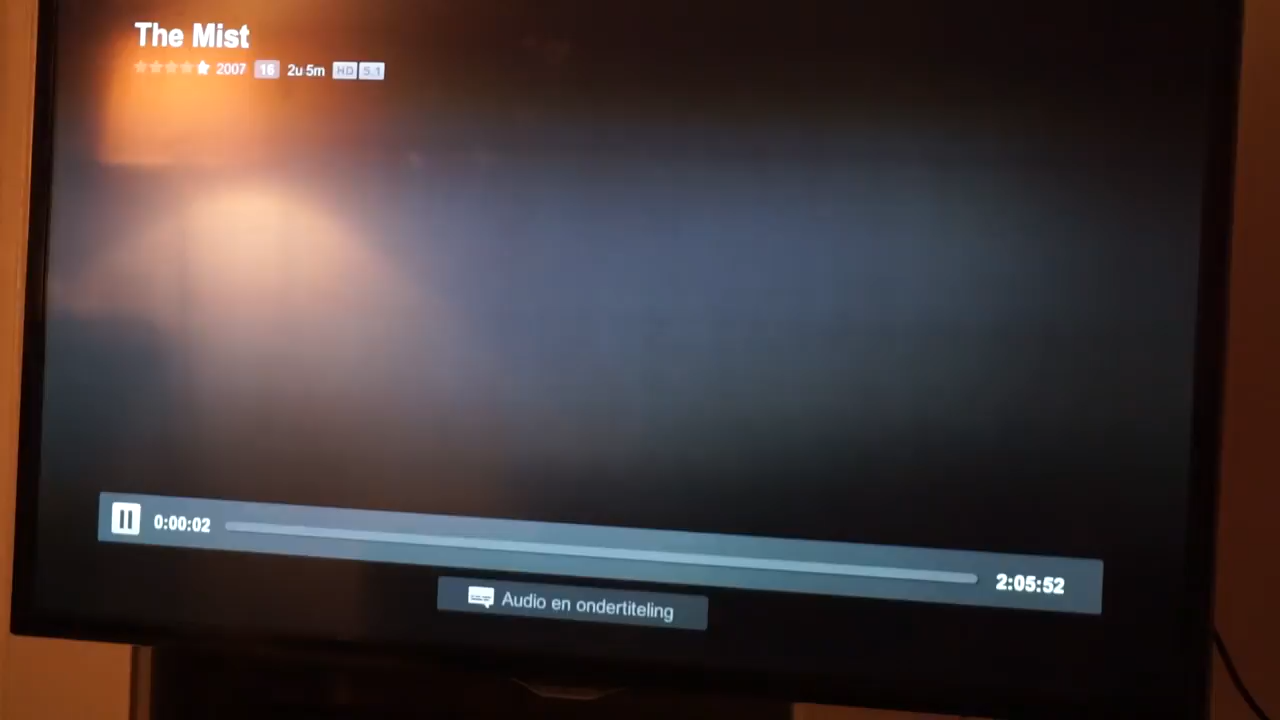 The Mist
2007 16 2u 5m HD 5.1
0:00:02
2:05:52
Audio en ondertiteling